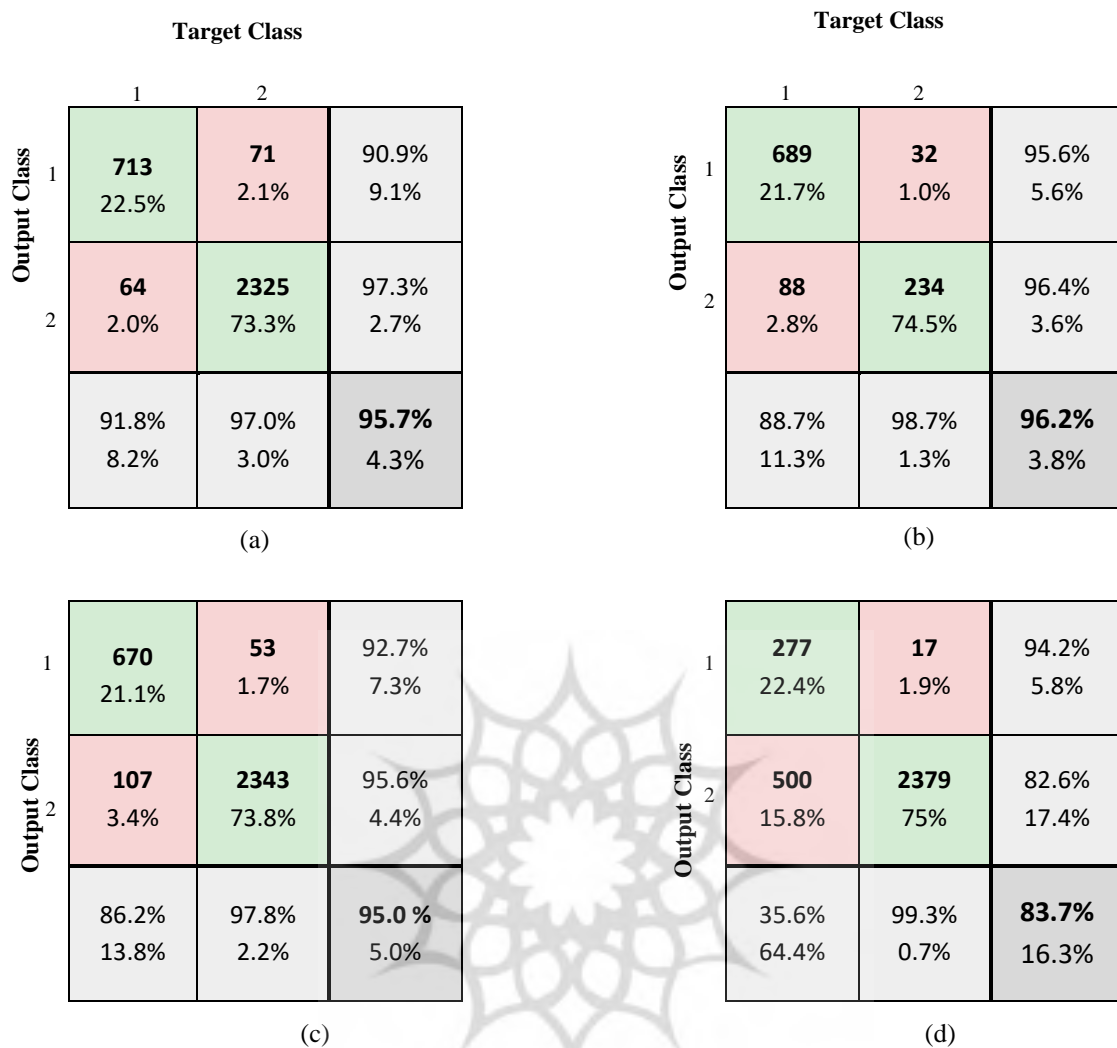 Target Class
1 2
Output Class
1
713 71 90.9%
22.5% 2.1% 9.1%
2
64 2325 97.3%
2.0% 73.3% 2.7%
91.8% 97.0% 95.7%
8.2% 3.0% 4.3%
(a)
Target Class
1 2
Output Class
1
689 32 95.6%
21.7% 1.0% 5.6%
2
88 234 96.4%
2.8% 74.5% 3.6%
88.7% 98.7% 96.2%
11.3% 1.3% 3.8%
(b)
Output Class
1
670 53 92.7%
21.1% 1.7% 7.3%
2
107 2343 95.6%
3.4% 73.8% 4.4%
86.2% 97.8% 95.0 %
13.8% 2.2% 5.0%
(c)
Output Class
1
277 17 94.2%
22.4% 1.9% 5.8%
2
500 2379 82.6%
15.8% 75% 17.4%
35.6% 99.3% 83.7%
64.4% 0.7% 16.3%
(d)